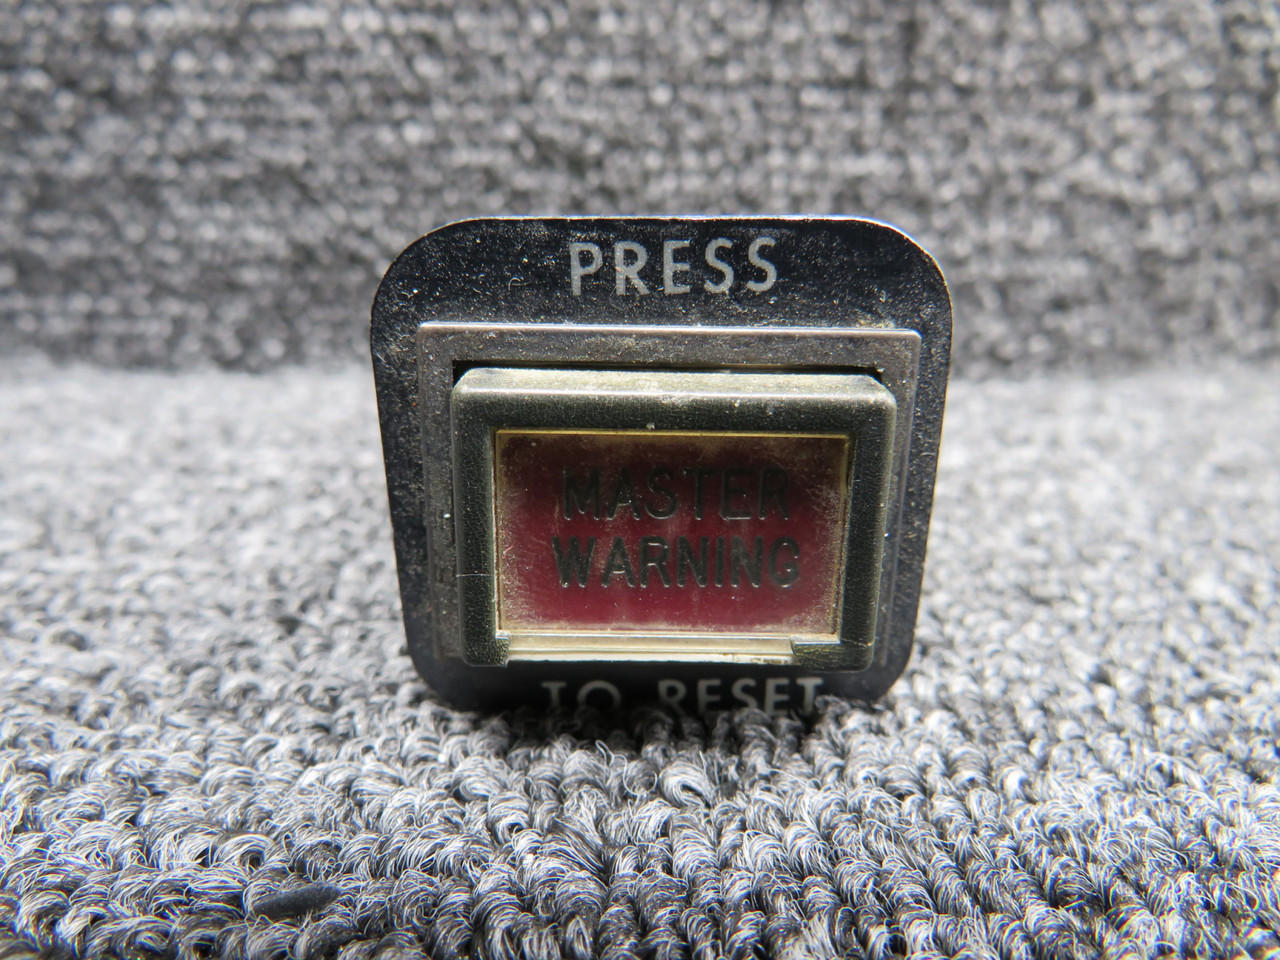 PRESS
MASTER
WARNING
TO RESET